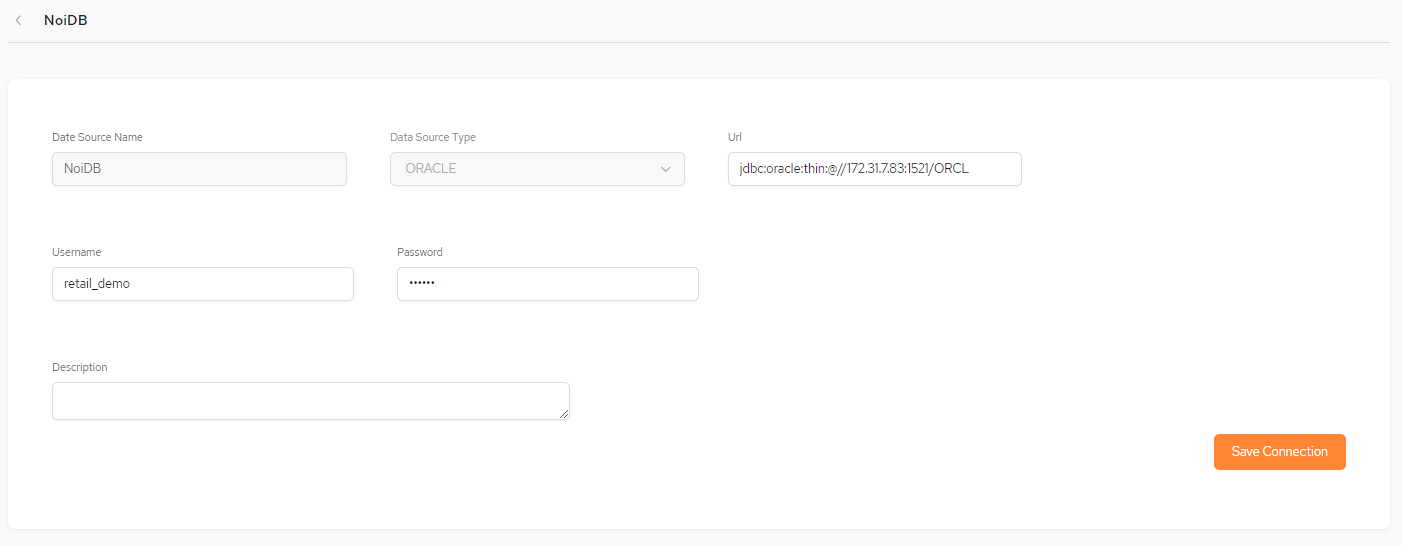 NoiDB
Date Source Name
Data Source Type
Url
NoiDB
ORACLE
jdbc:oracle:thin:@//172.31.7.83:1521/ORCL
Username
Password
retail_demo
••••••
Description
Save Connection